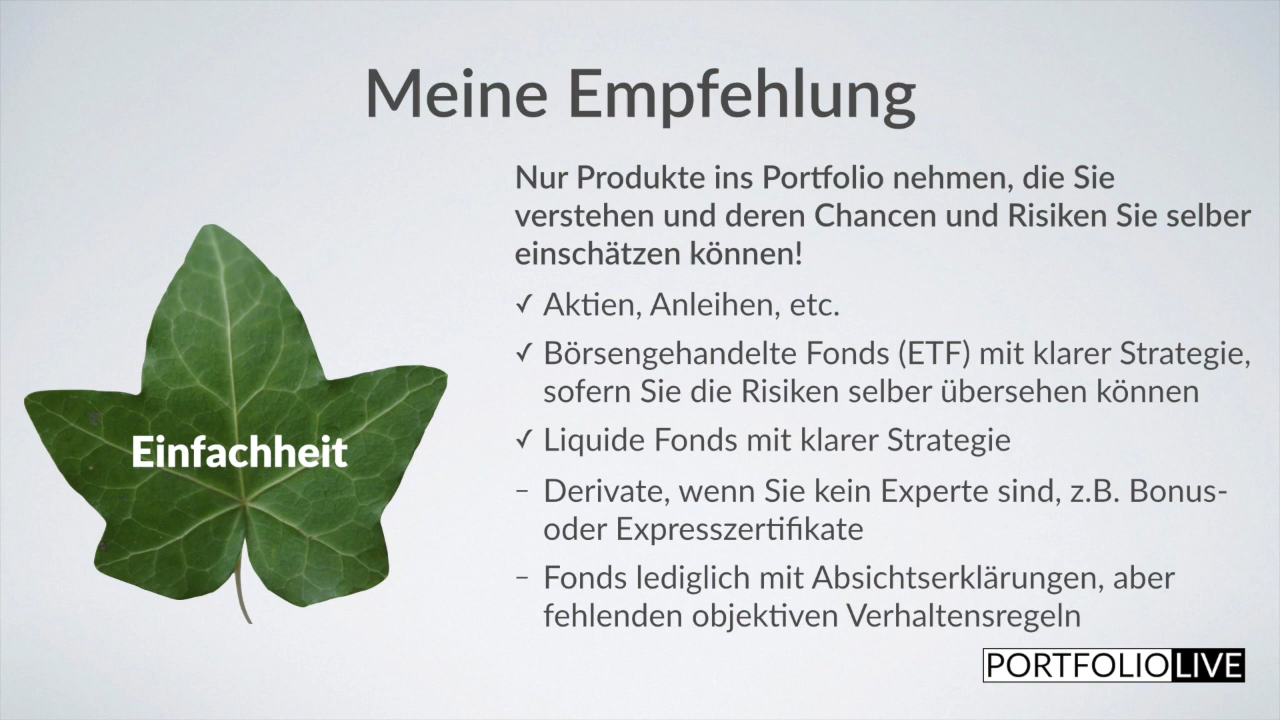 Meine Empfehlung
Nur Produkte ins Portfolio nehmen, die Sie
verstehen und deren Chancen und Risiken Sie selber
einschätzen können!
✓ Aktien, Anleihen, etc.
✓ Börsengehandelte Fonds (ETF) mit klarer Strategie,
sofern Sie die Risiken selber übersehen können
✓ Liquide Fonds mit klarer Strategie
– Derivate, wenn Sie kein Experte sind, z.B. Bonus-
oder Expresszertifikate
– Fonds lediglich mit Absichtserklärungen, aber
fehlenden objektiven Verhaltensregeln
Einfachheit
PORTFOLIO LIVE